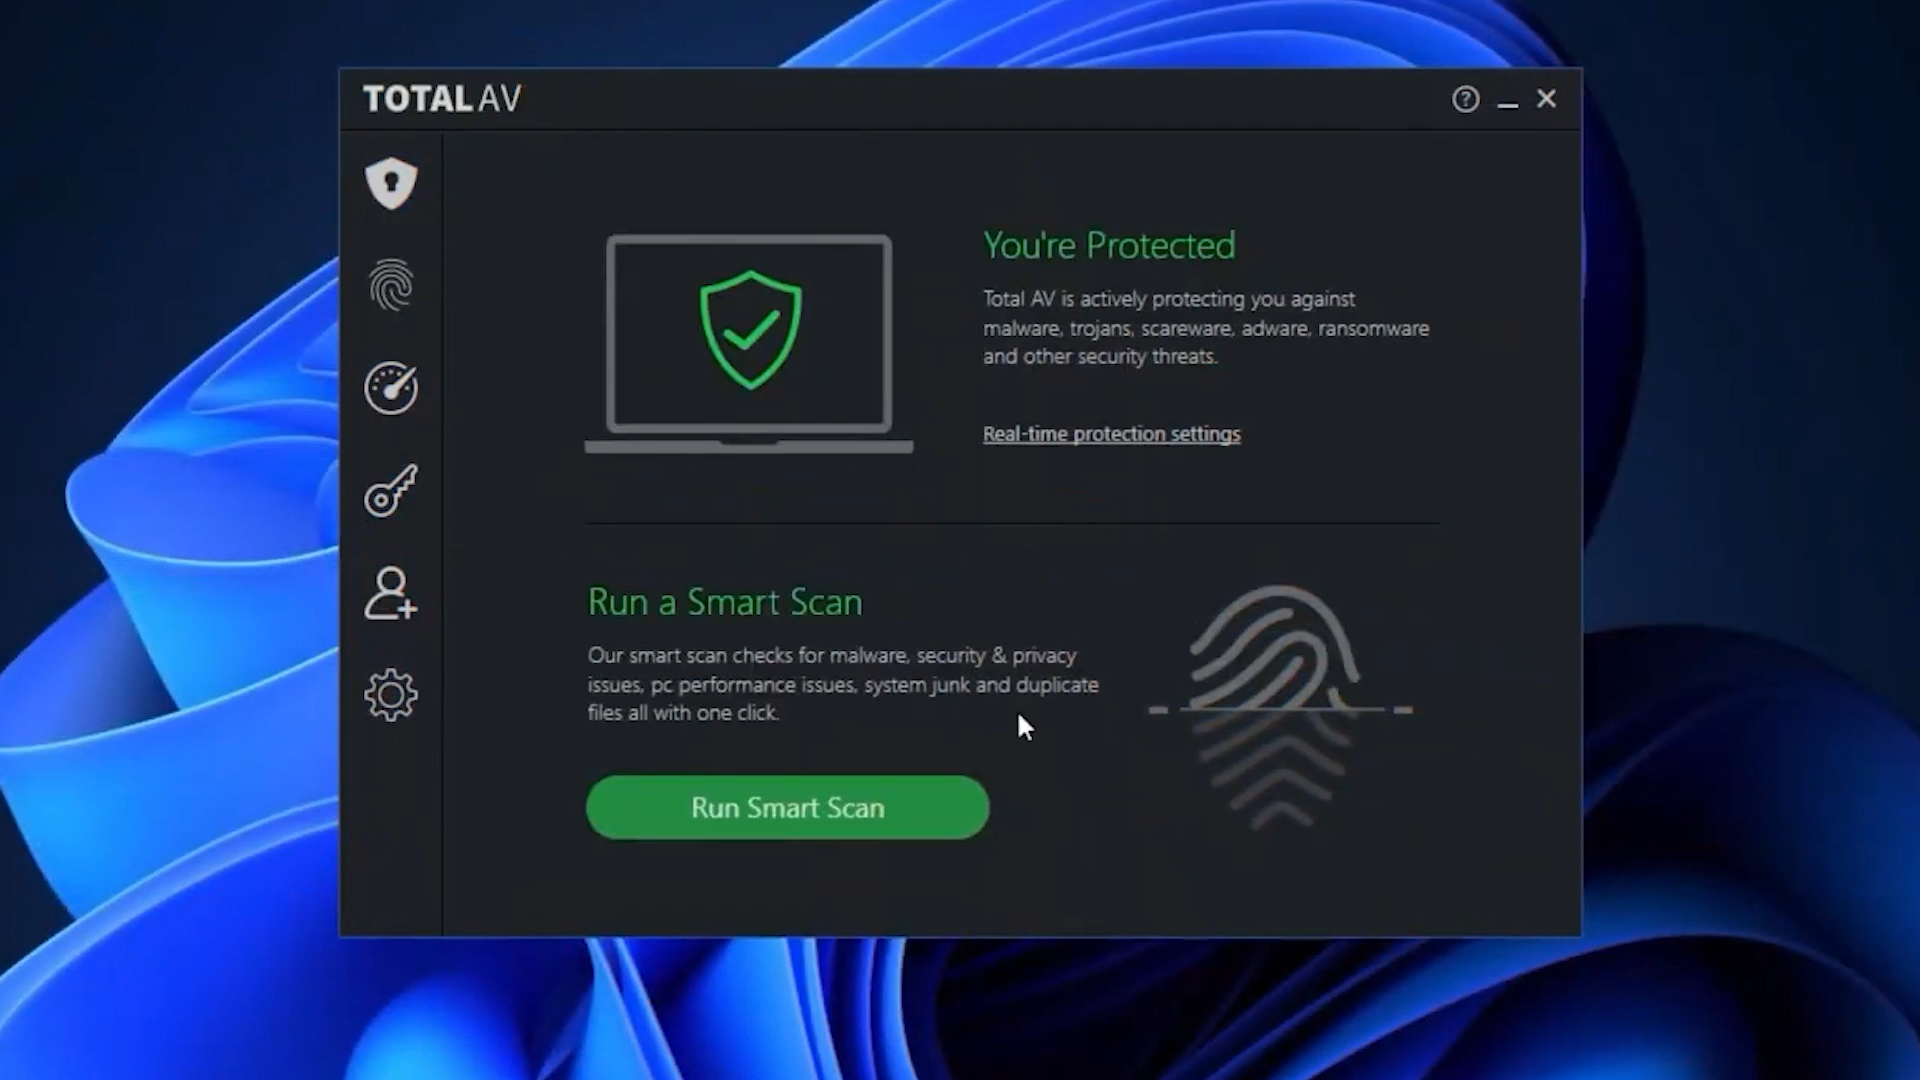 TOTAL AV
You're Protected
Total AV is actively protecting you against
malware, trojans, scareware, adware, ransomware
and other security threats.
Real-time protection settings
Run a Smart Scan
Our smart scan checks for malware, security & privacy
issues, pc performance issues, system junk and duplicate
files all with one click.
Run Smart Scan